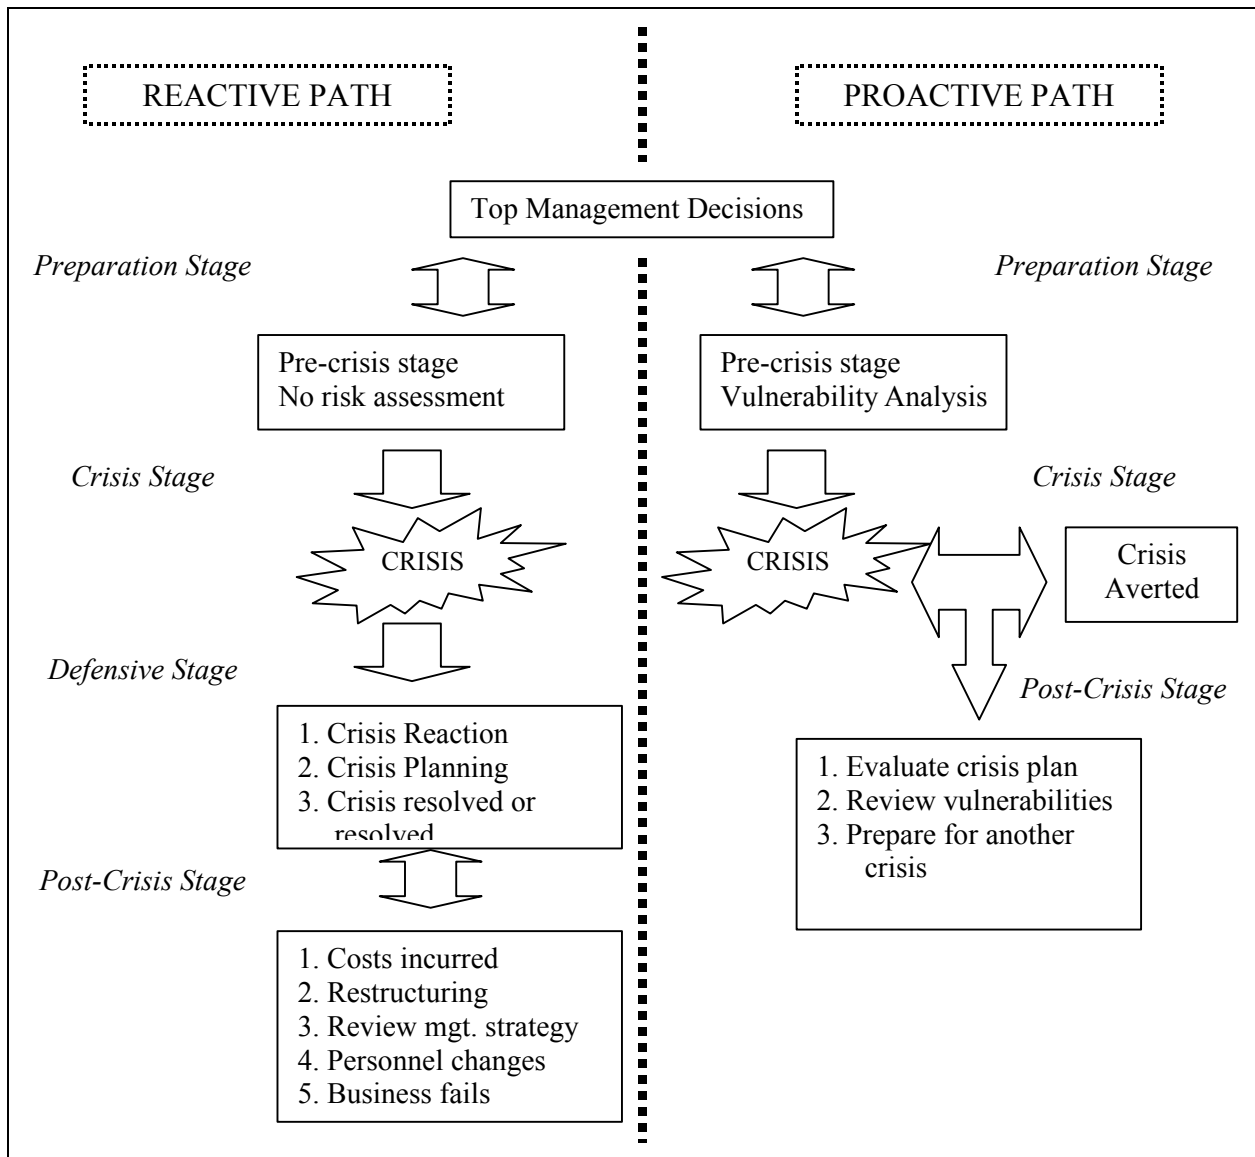 REACTIVE PATH
PROACTIVE PATH
Top Management Decisions
Preparation Stage
Preparation Stage
Pre-crisis stage
No risk assessment
Pre-crisis stage
Vulnerability Analysis
Crisis Stage
Crisis Stage
CRISIS
CRISIS
Crisis
Averted
Defensive Stage
Post-Crisis Stage
1. Crisis Reaction
2. Crisis Planning
3. Crisis resolved or
resolved
1. Evaluate crisis plan
2. Review vulnerabilities
3. Prepare for another
crisis
Post-Crisis Stage
1. Costs incurred
2. Restructuring
3. Review mgt. strategy
4. Personnel changes
5. Business fails